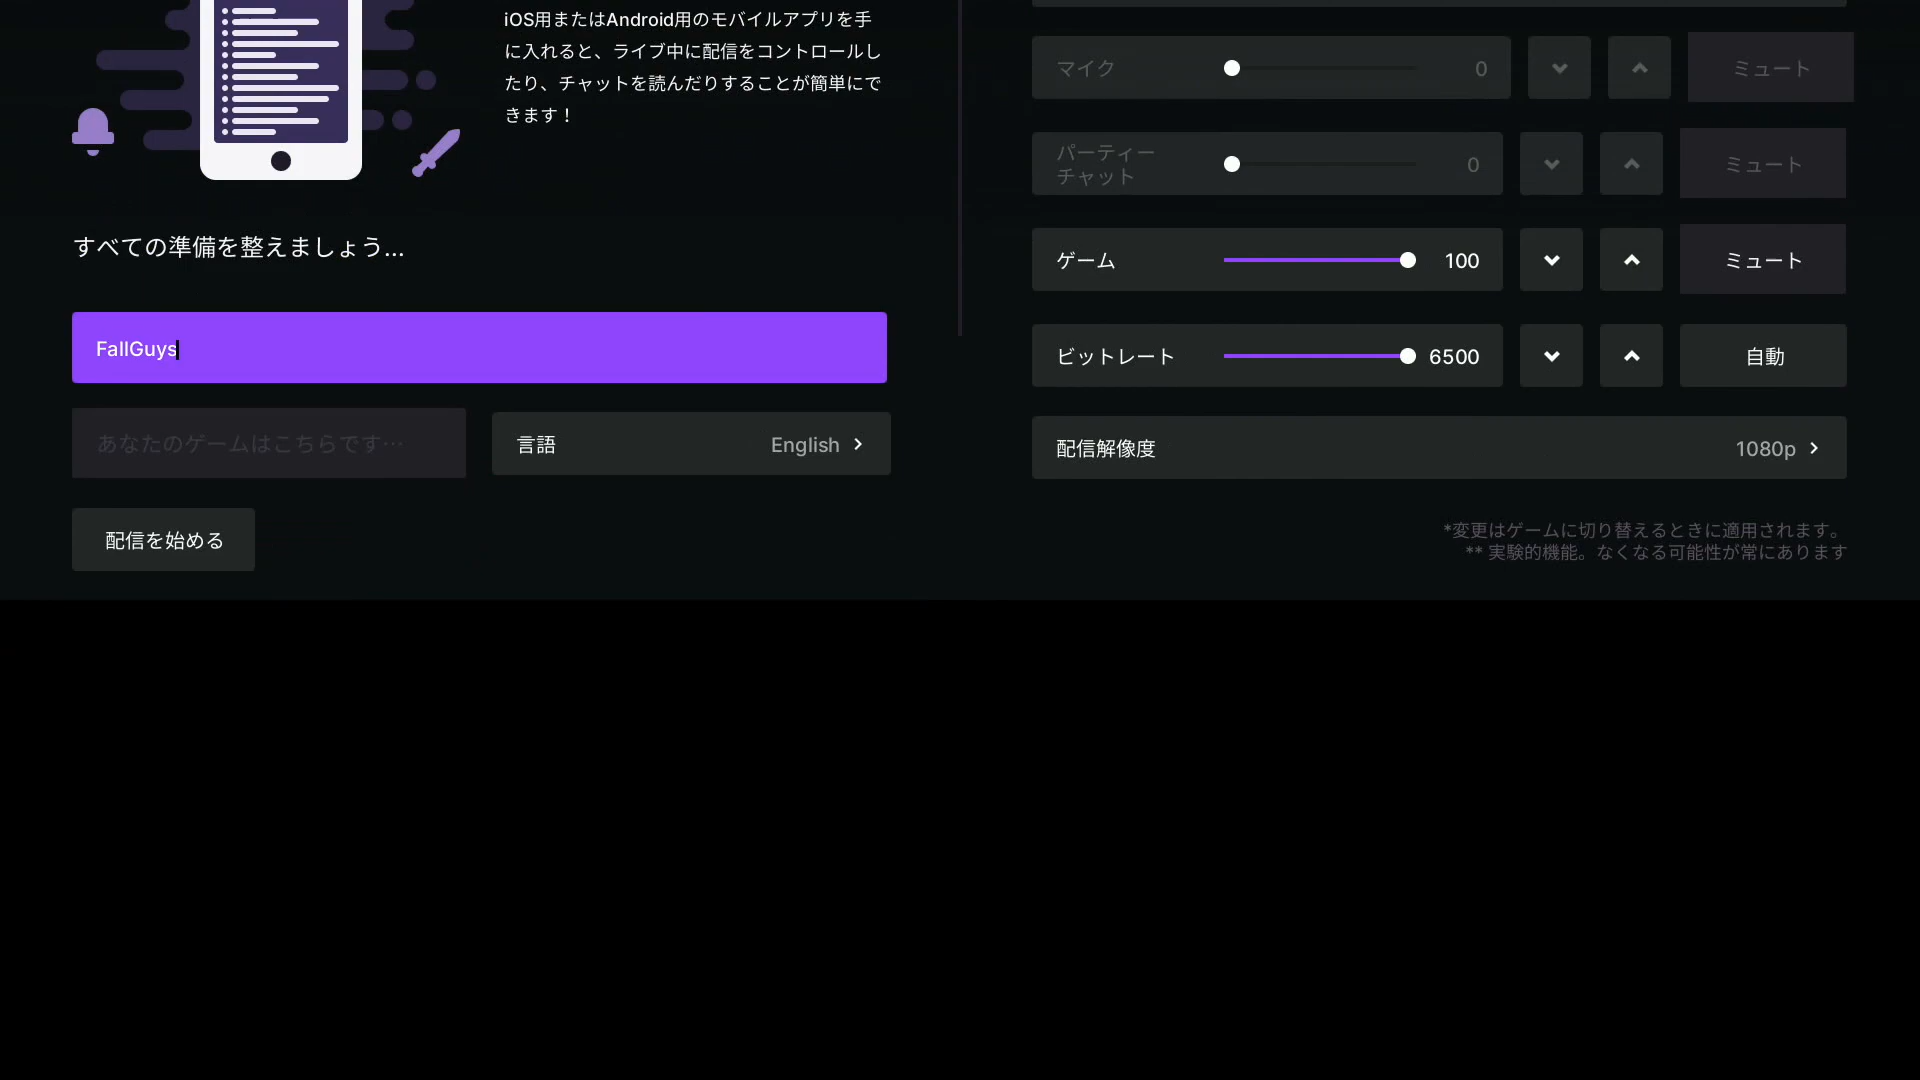 iOS用またはAndroid用のモバイルアプリを手
に入れると、ライブ中に配信をコントロールし
たり、チャットを読んだりすることが簡単にで
きます！
すべての準備を整えましょう...
FallGuys
あなたのゲームはこちらです…
言語 English
配信を始める
マイク 0 ミュート
パーティー
チャット 0 ミュート
ゲーム 100 ミュート
ビットレート 6500 自動
配信解像度 1080p
*変更はゲームに切り替えるときに適用されます。
** 実験的機能。なくなる可能性が常にあります